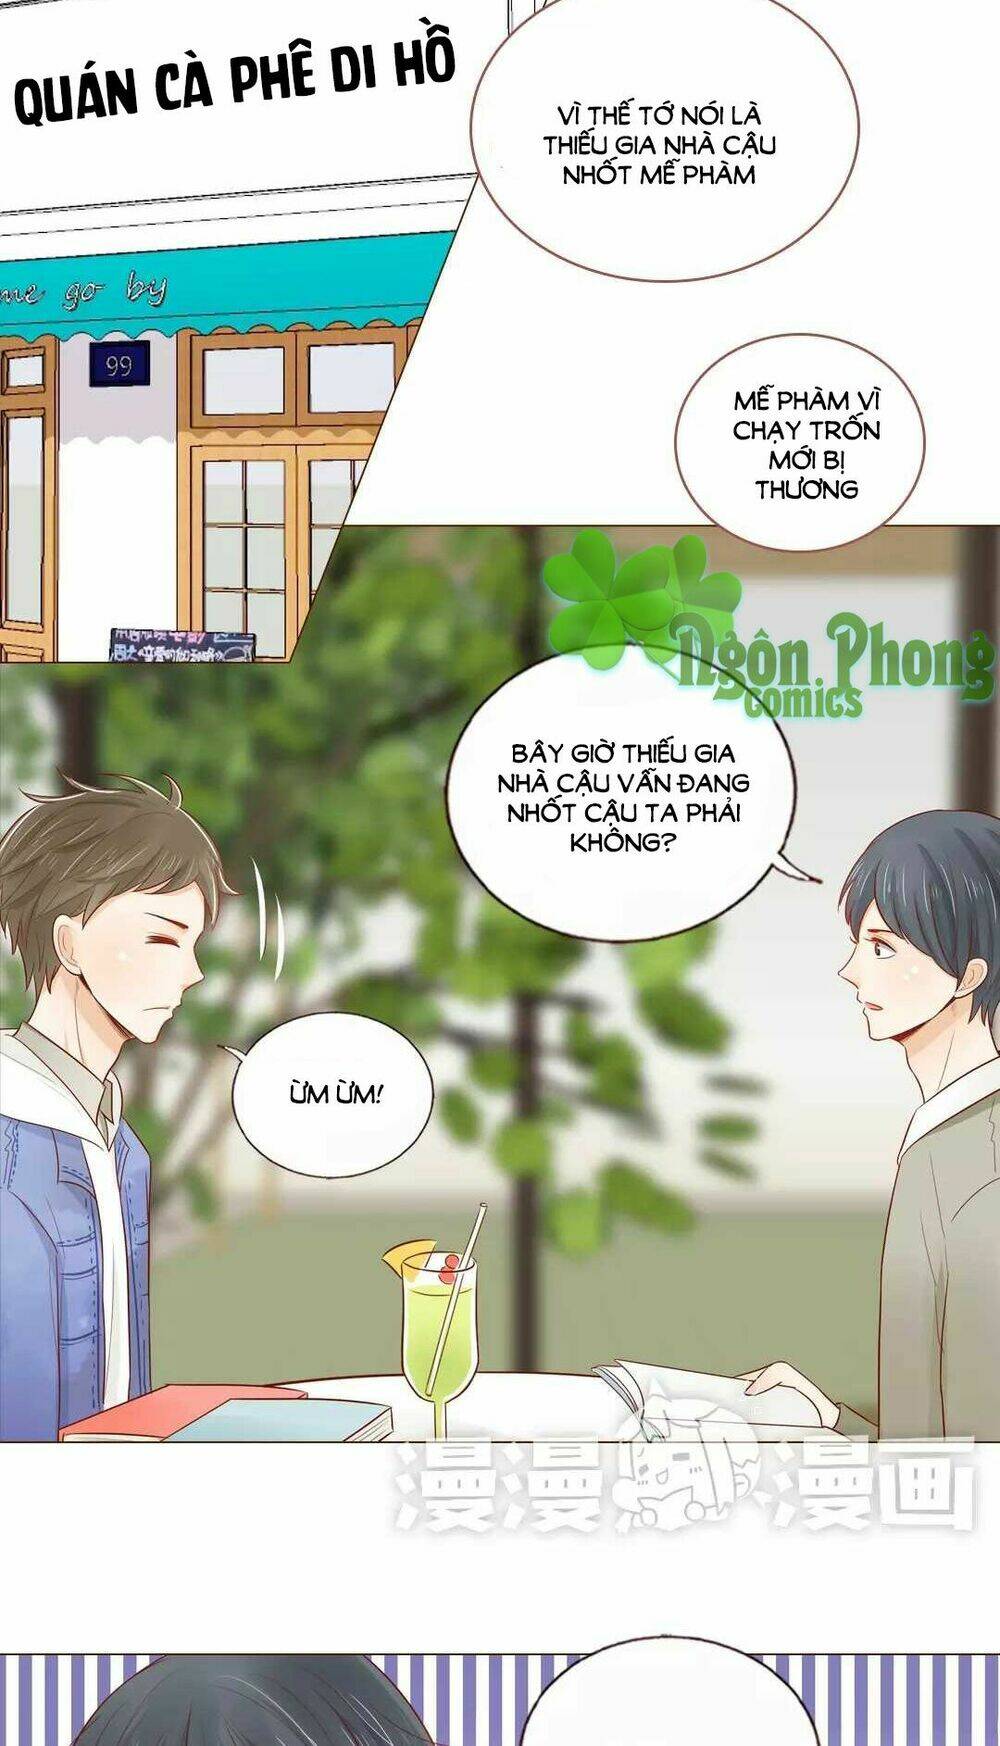 QUÁN CÀ PHÊ DI HỒ
VÌ THẾ TỚ NÓI LÀ
THIẾU GIA NHÀ CẬU
NHỐT MỄ PHÀM
me go by
99
MỄ PHÀM VÌ
CHẠY TRỐN
MỚI BỊ
THƯƠNG
Ngôn Phong
comics
BÂY GIỜ THIẾU GIA
NHÀ CẬU VẪN ĐANG
NHỐT CẬU TA PHẢI
KHÔNG?
ỪM ỪM!
漫漫漫画